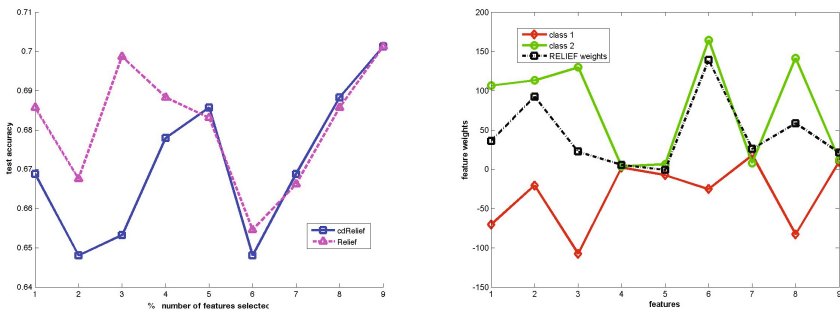 0.71
0.7
0.69
0.68
0.67
0.66
0.65
0.64
test accuracy
1 2 3 4 5 6 7 8 9
% number of features selected
cdRelief
Relief
200
150
100
50
0
-50
-100
-150
feature weights
1 2 3 4 5 6 7 8 9
features
class 1
class 2
RELIEF weights